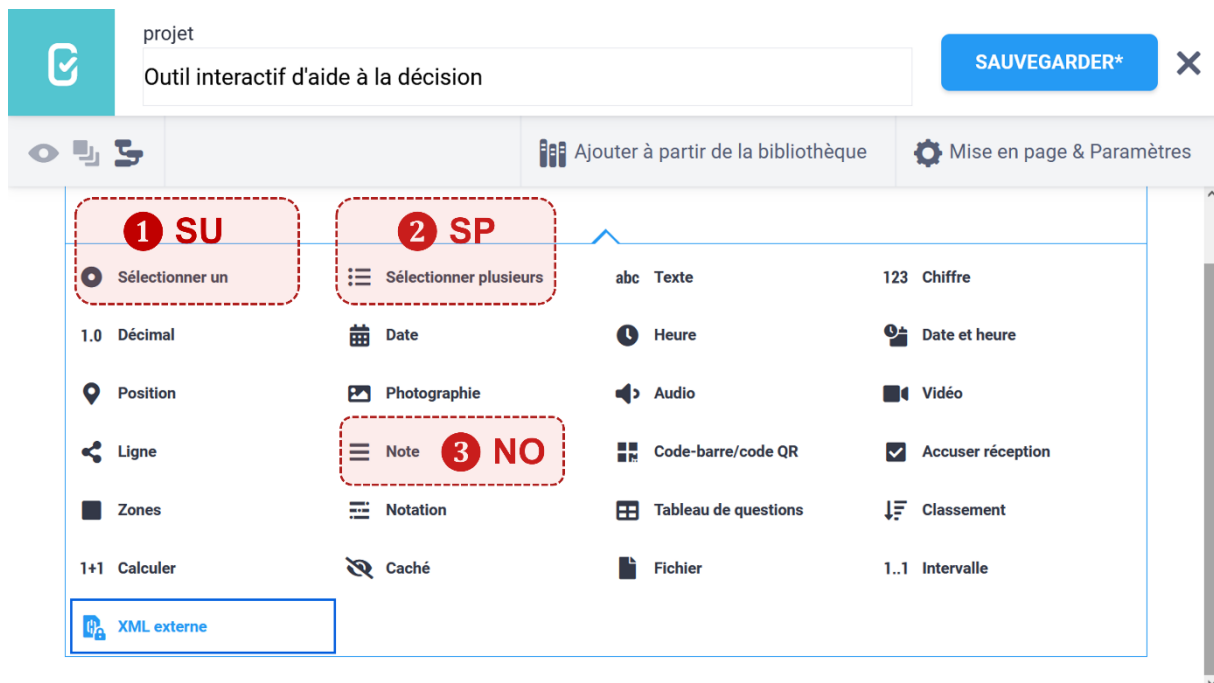 projet
Outil interactif d'aide à la décision
SAUVEGARDER*
Ajouter à partir de la bibliothèque
Mise en page & Paramètres
1 SU
2 SP
Sélectionner un
Sélectionner plusieurs
abc Texte
123 Chiffre
1.0 Décimal
Date
Heure
Date et heure
Position
Photographie
Audio
Vidéo
Ligne
Note
3 NO
Code-barre/code QR
Accuser réception
Zones
Notation
Tableau de questions
Classement
1+1 Calculer
Caché
Fichier
1..1 Intervalle
XML externe